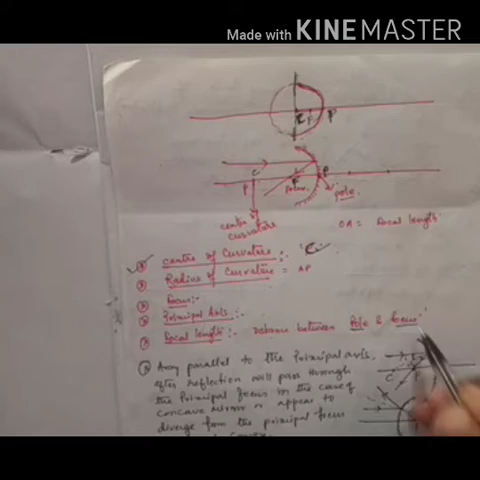 Made with KINEMASTER
C F P
C F P
P Focus pole
centre
curvature
OA = Focal length
* Centre of Curvature :- 'C'
* Radius of Curvature = AP
* Focus :-
* Principal Axis :-
* Focal length :- Distance between Pole & focus'
* A ray parallel to the Principal axis,
after reflection will pass through
the Principal focus in the case of
concave mirror or appear to
diverge from the principal focus
C F